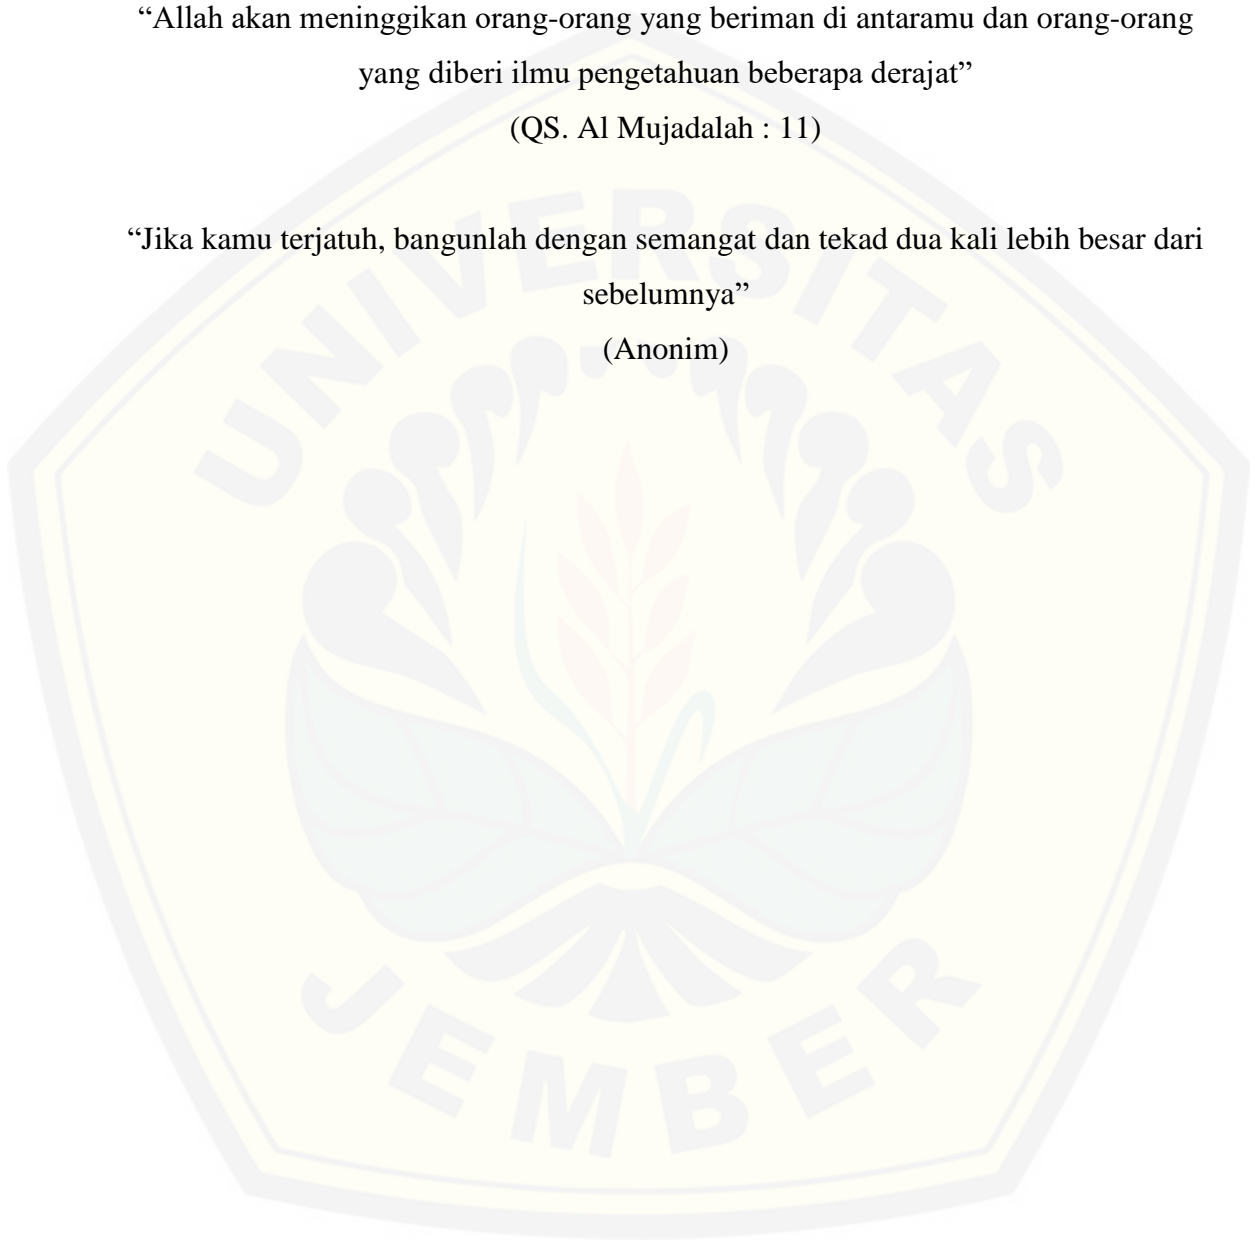 “Allah akan meninggikan orang-orang yang beriman di antaramu dan orang-orang
yang diberi ilmu pengetahuan beberapa derajat”
(QS. Al Mujadalah : 11)
“Jika kamu terjatuh, bangunlah dengan semangat dan tekad dua kali lebih besar dari
sebelumnya”
(Anonim)
UNIVERSITAS
JEMBER